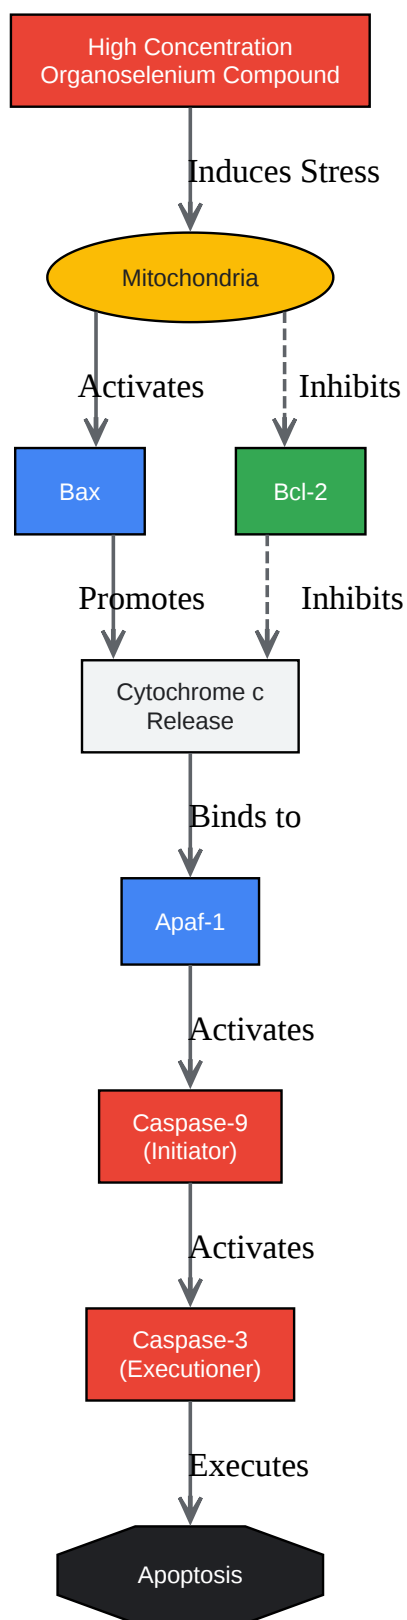 High Concentration
Organoselenium Compound
Induces Stress
Mitochondria
Activates
Inhibits
Bax
Bcl-2
Promotes
Inhibits
Cytochrome c
Release
Binds to
Apaf-1
Activates
Caspase-9
(Initiator)
Activates
Caspase-3
(Executioner)
Executes
Apoptosis